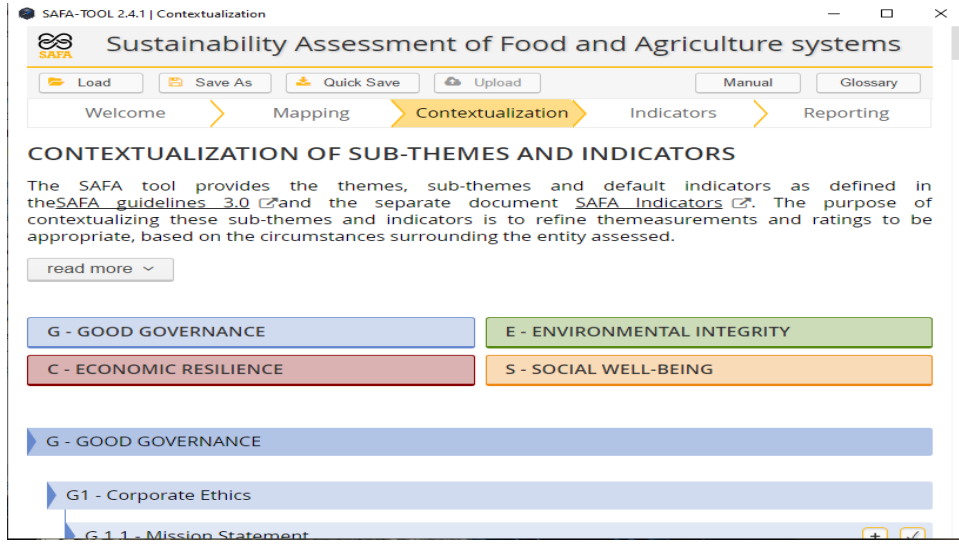 SAFA-TOOL 2.4.1 | Contextualization
SAFA
Sustainability Assessment of Food and Agriculture systems
Load Save As Quick Save Upload Manual Glossary
Welcome Mapping Contextualization Indicators Reporting
CONTEXTUALIZATION OF SUB-THEMES AND INDICATORS
The SAFA tool provides the themes, sub-themes and default indicators as defined in
theSAFA guidelines 3.0 and the separate document SAFA Indicators . The purpose of
contextualizing these sub-themes and indicators is to refine themeasurements and ratings to be
appropriate, based on the circumstances surrounding the entity assessed.
read more
G - GOOD GOVERNANCE E - ENVIRONMENTAL INTEGRITY
C - ECONOMIC RESILIENCE S - SOCIAL WELL-BEING
G - GOOD GOVERNANCE
G1 - Corporate Ethics
G 1.1 - Mission Statement